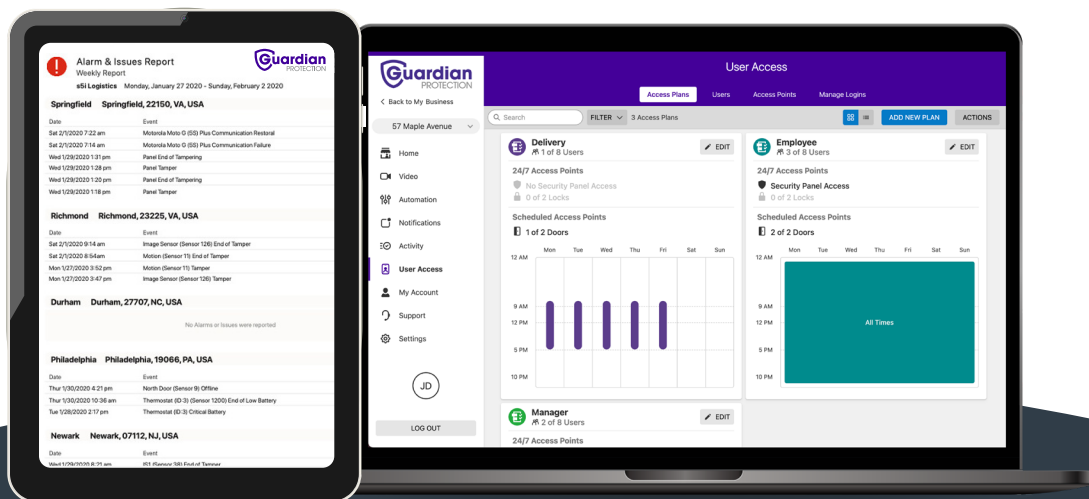 Alarm & Issues Report
Weekly Report
s5i Logistics Monday, January 27 2020 - Sunday, February 2 2020
Guardian
PROTECTION
Springfield Springfield, 22150, VA, USA
Date Event
Sat 2/1/2020 7:22 am Motorola Moto G (5S) Plus Communication Restoral
Sat 2/1/2020 7:14 am Motorola Moto G (5S) Plus Communication Failure
Wed 1/29/2020 1:31 pm Panel End of Tampering
Wed 1/29/2020 1:28 pm Panel Tamper
Wed 1/29/2020 1:20 pm Panel End of Tampering
Wed 1/29/2020 1:18 pm Panel Tamper
Richmond Richmond, 23225, VA, USA
Date Event
Sat 2/1/2020 9:14 am Image Sensor (Sensor 126) End of Tamper
Sat 2/1/2020 8:54am Motion (Sensor 11) End of Tamper
Mon 1/27/2020 3:52 pm Motion (Sensor 11) Tamper
Mon 1/27/2020 3:47 pm Image Sensor (Sensor 126) Tamper
Durham Durham, 27707, NC, USA
No Alarms or Issues were reported
Philadelphia Philadelphia, 19066, PA, USA
Date Event
Thur 1/30/2020 4:21 pm North Door (Sensor 9) Offline
Thur 1/30/2020 10:36 am Thermostat (ID:3) (Sensor 1200) End of Low Battery
Tue 1/28/2020 2:17 pm Thermostat (ID:3) Critical Battery
Newark Newark, 07112, NJ, USA
Date Event
Wed 1/29/2020 8:21 am IS1 (Sensor 38) End of Tamper
Guardian
PROTECTION
Back to My Business
57 Maple Avenue
Home
Video
Automation
Notifications
Activity
User Access
My Account
Support
Settings
JD
LOG OUT
User Access
Access Plans Users Access Points Manage Logins
Search FILTER 3 Access Plans ADD NEW PLAN ACTIONS
Delivery
1 of 8 Users
EDIT
24/7 Access Points
No Security Panel Access
0 of 2 Locks
Scheduled Access Points
1 of 2 Doors
Mon Tue Wed Thu Fri Sat Sun
12 AM
9 AM
12 PM
5 PM
10 PM
Employee
3 of 8 Users
EDIT
24/7 Access Points
Security Panel Access
0 of 2 Locks
Scheduled Access Points
2 of 2 Doors
Mon Tue Wed Thu Fri Sat Sun
12 AM
9 AM
12 PM
5 PM
10 PM
All Times
Manager
2 of 8 Users
EDIT
24/7 Access Points